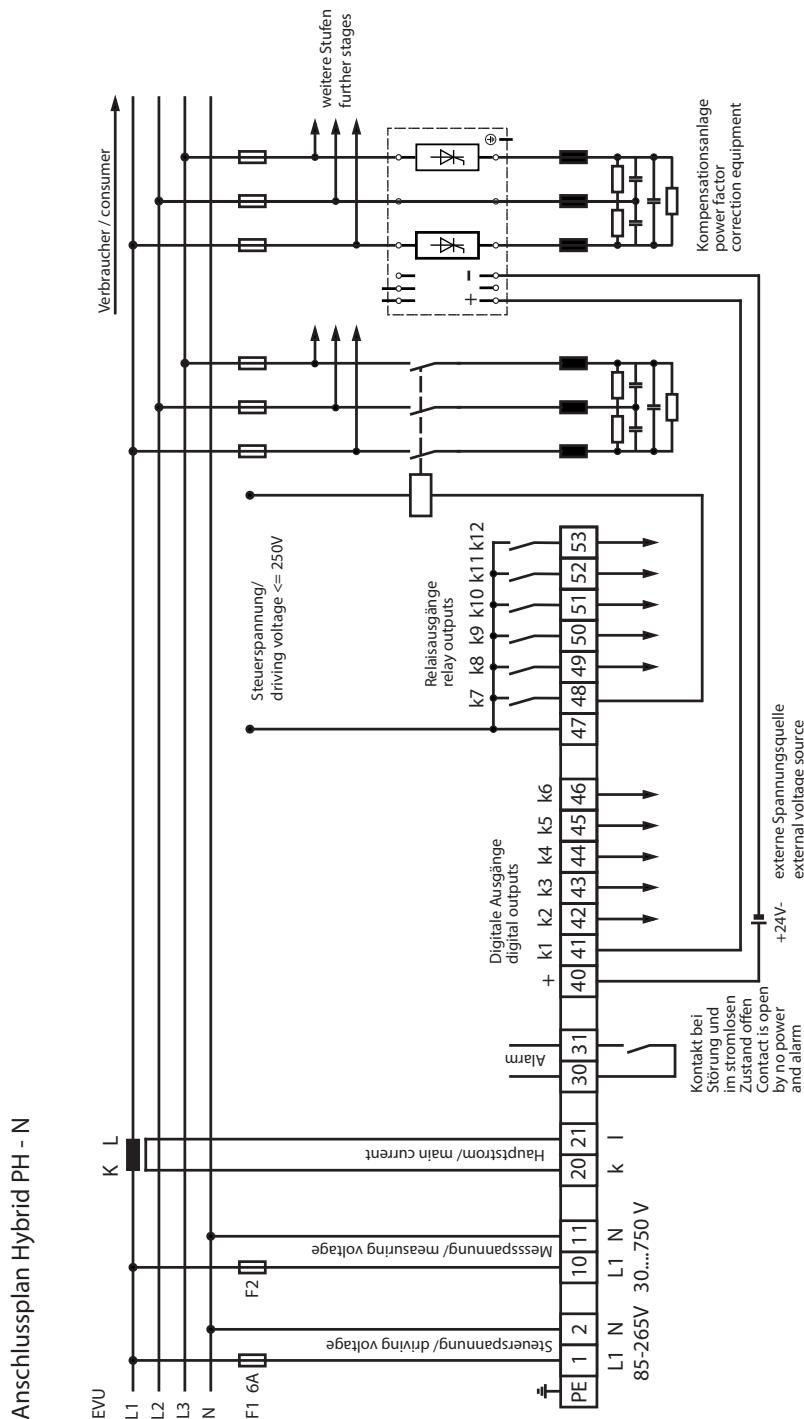 Anschlussplan Hybrid PH - N
EVU
L1
L2
L3
N
F1 6A
F2
K L
Verbraucher / consumer
weitere Stufen
further stages
Steuerspannung/
driving voltage <= 250V
Relaisausgänge
relay outputs
k7 k8 k9 k10 k11 k12
Digitale Ausgänge
digital outputs
+ k1 k2 k3 k4 k5 k6
Steuerspannung/ driving voltage
Messspannung/ measuring voltage
Hauptstrom/ main current
Alarm
PE 1 2 10 11 20 21 30 31 40 41 42 43 44 45 46 47 48 49 50 51 52 53
L1 N
85-265V
L1 N
30....750 V
k l
Kontakt bei
Störung und
im stromlosen
Zustand offen
Contact is open
by no power
and alarm
+24V-
externe Spannungsquelle
external voltage source
+ -
Kompensationsanlage
power factor
correction equipment